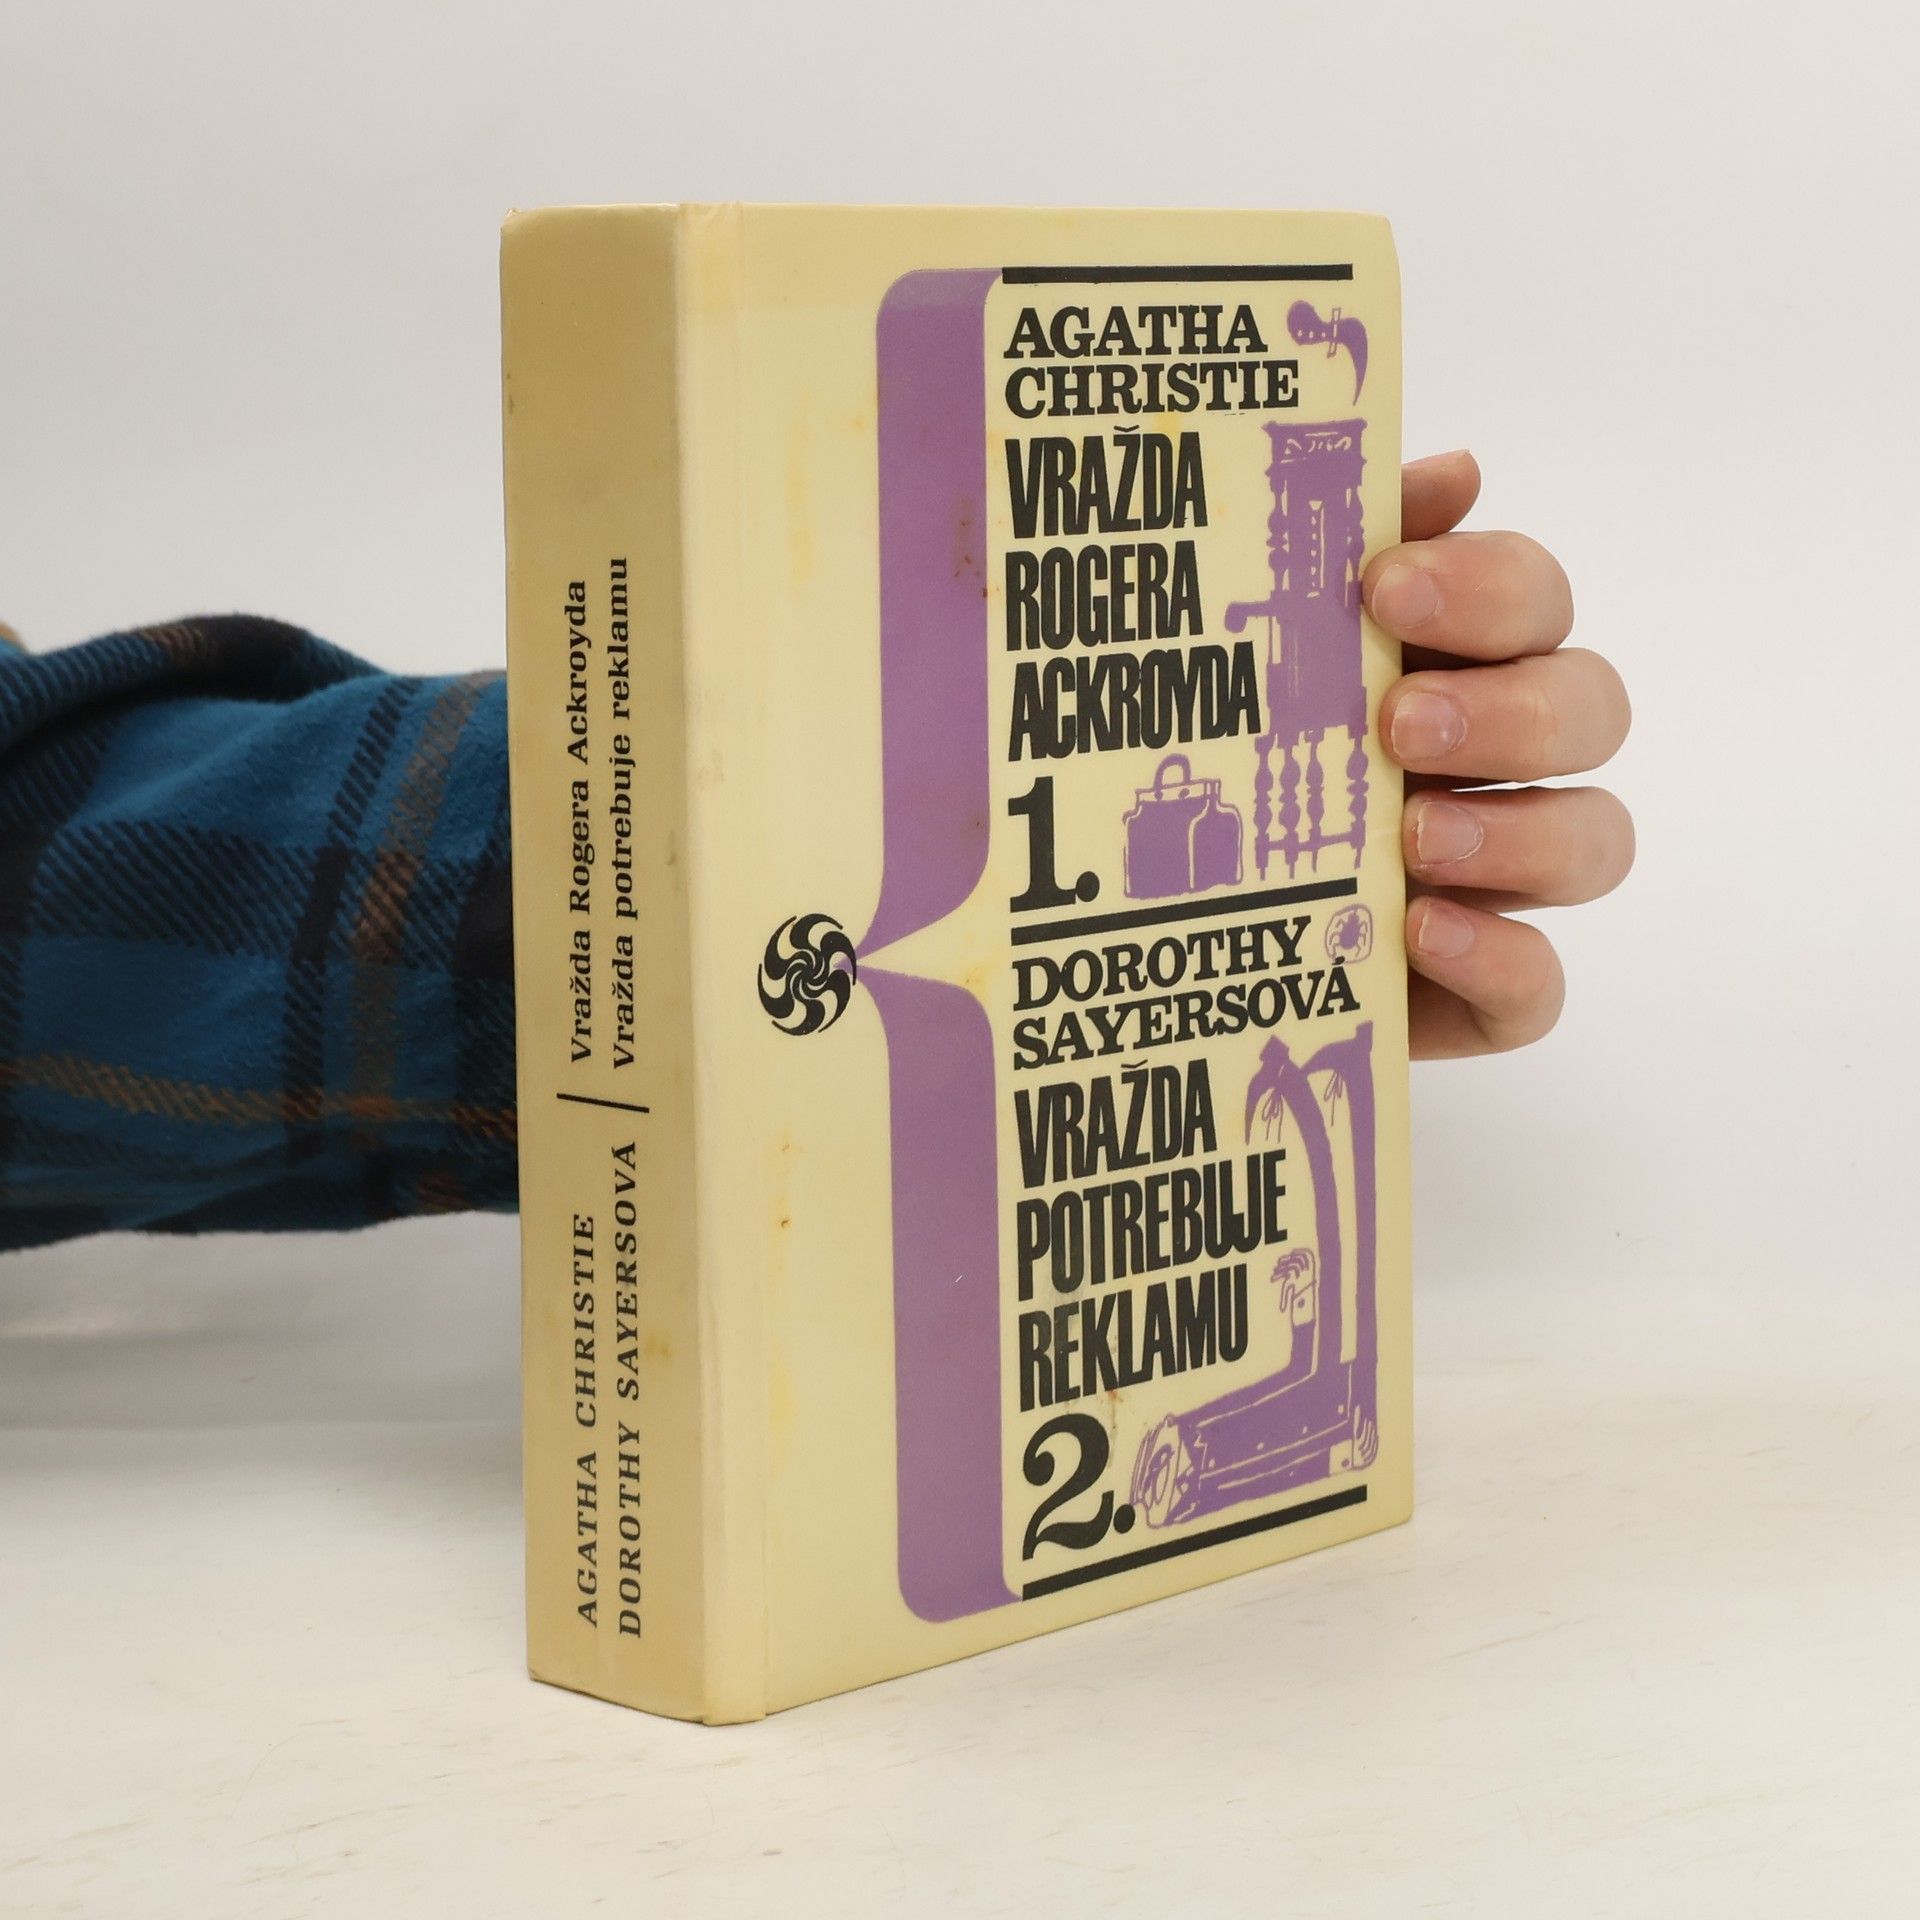 AGATHA CHRISTIE | Vražda Rogera Ackroyda
DOROTHY SAYERSOVÁ | Vražda potrebuje reklamu
AGATHA
CHRISTIE
VRAŽDA
ROGERA
ACKROYDA
1.
DOROTHY
SAYERSOVÁ
VRAŽDA
POTREBUJE
REKLAMU
2.